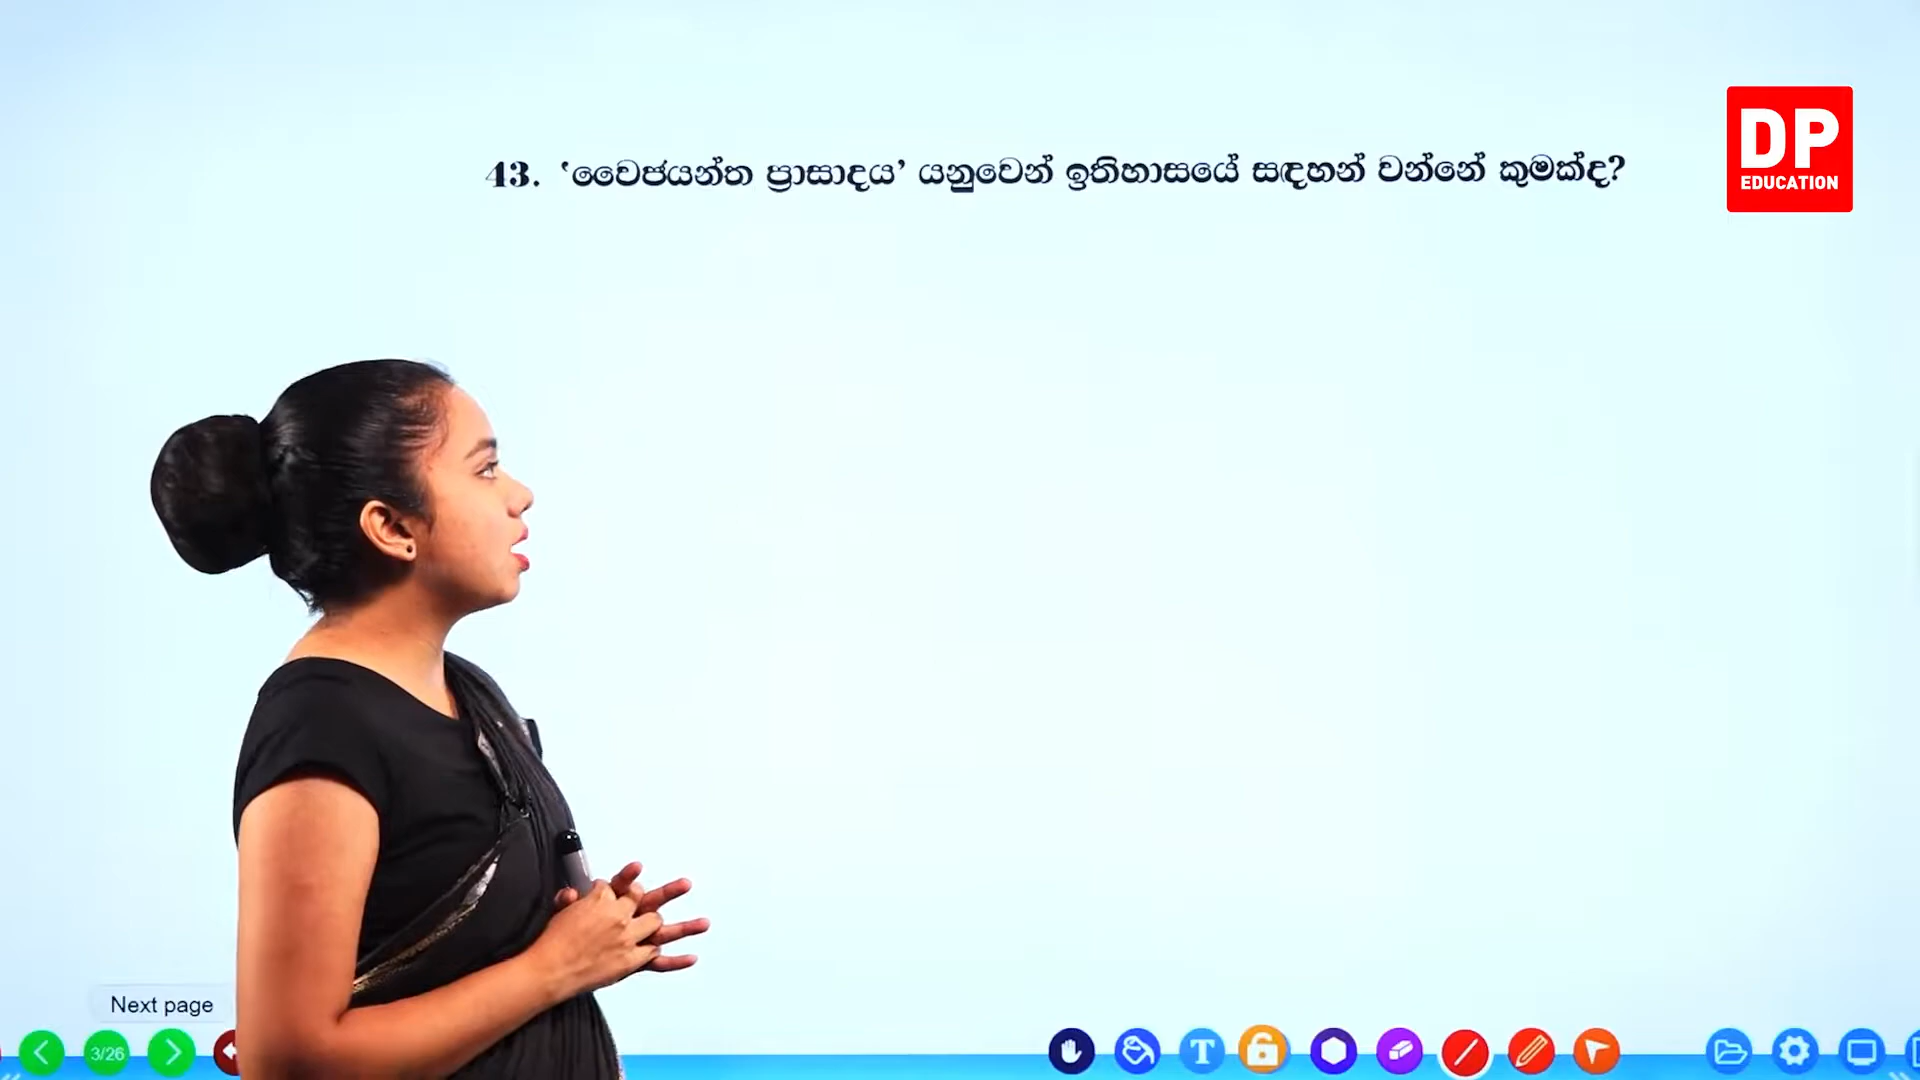 43. ‘වෛජයන්ත ප්‍රාසාදය’ යනුවෙන් ඉතිහාසයේ සඳහන් වන්නේ කුමක්ද?
DP
EDUCATION
Next page
3/26
T